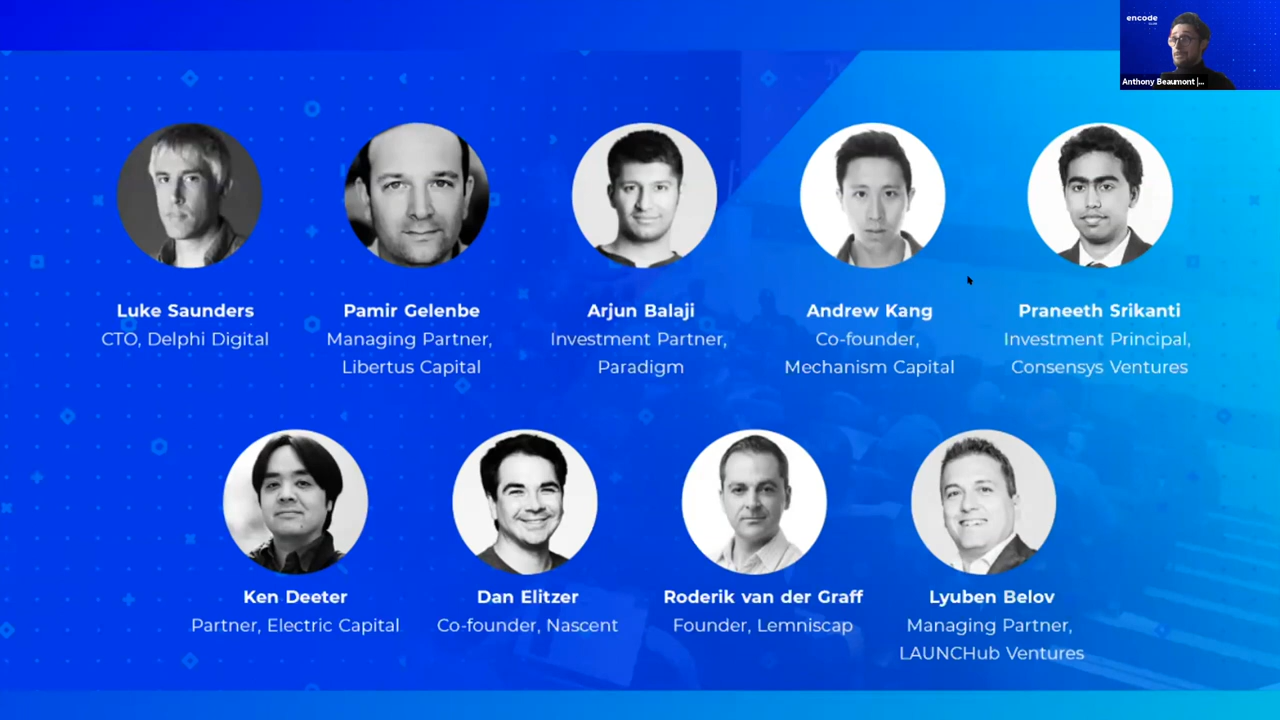 encode
Anthony Beaumont |...
Luke Saunders
CTO, Delphi Digital
Pamir Gelenbe
Managing Partner,
Libertus Capital
Arjun Balaji
Investment Partner,
Paradigm
Andrew Kang
Co-founder,
Mechanism Capital
Praneeth Srikanti
Investment Principal,
Consensys Ventures
Ken Deeter
Partner, Electric Capital
Dan Elitzer
Co-founder, Nascent
Roderik van der Graff
Founder, Lemniscap
Lyuben Belov
Managing Partner,
LAUNCHub Ventures